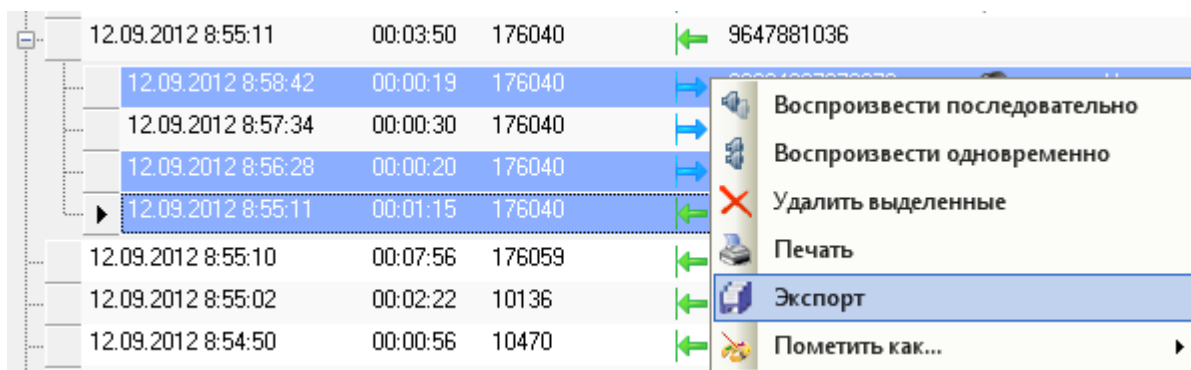 12.09.2012 8:55:11 00:03:50 176040 9647881036
12.09.2012 8:58:42 00:00:19 176040
12.09.2012 8:57:34 00:00:30 176040
12.09.2012 8:56:28 00:00:20 176040
12.09.2012 8:55:11 00:01:15 176040
12.09.2012 8:55:10 00:07:56 176059
12.09.2012 8:55:02 00:02:22 10136
12.09.2012 8:54:50 00:00:56 10470
Воспроизвести последовательно
Воспроизвести одновременно
Удалить выделенные
Печать
Экспорт
Пометить как...